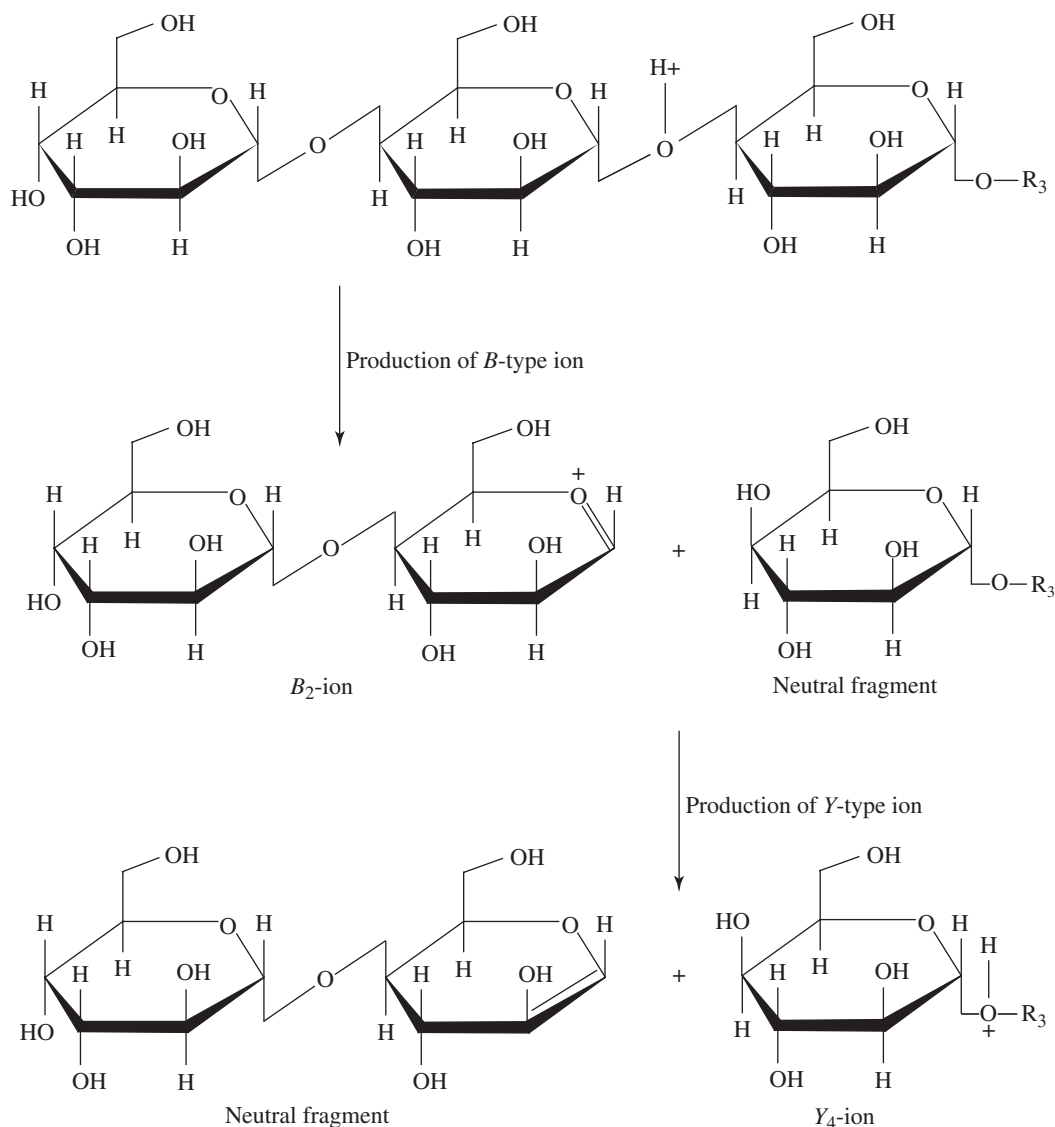 OH OH OH
H+
H O H O H O H
H H H
H OH O H OH O H OH
O—R3
HO H H
OH H OH H OH H
Production of B-type ion
OH OH OH
+
H O H O H HO O H
H H H
H OH O H OH + H OH
O—R3
HO H H
OH H OH H OH H
B2-ion Neutral fragment
Production of Y-type ion
OH OH OH
H O H O H HO O H
H
H H H
H OH O H OH + H OH
O—R3
+
HO H H
OH H OH OH H
Neutral fragment Y4-ion